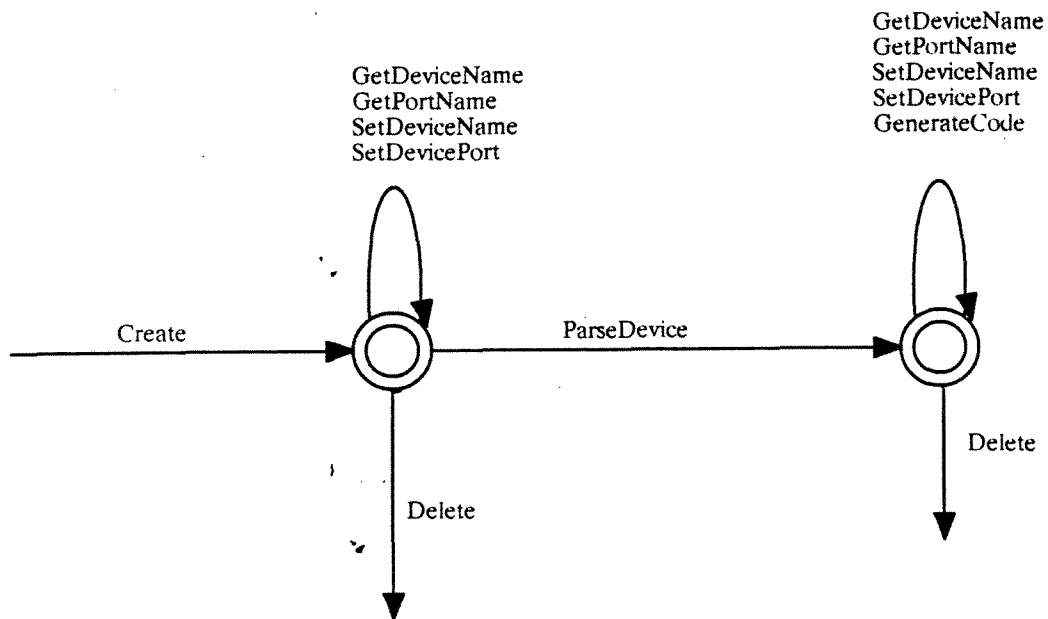 GetDeviceName
GetPortName
SetDeviceName
SetDevicePort
GetDeviceName
GetPortName
SetDeviceName
SetDevicePort
GenerateCode
Create
ParseDevice
Delete
Delete